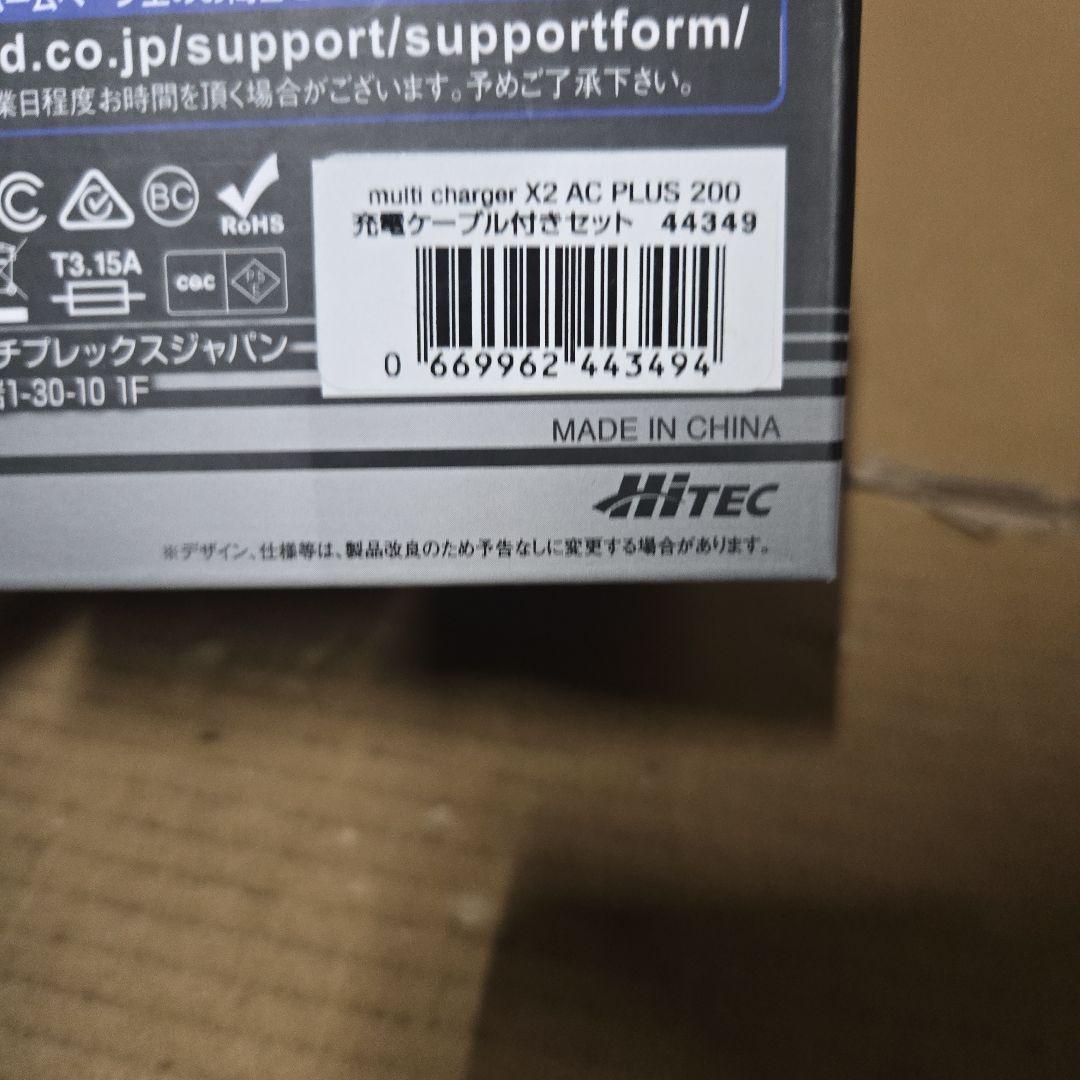 d.co.jp/support/supportform/
業日程度お時間を頂く場合がございます。予めご了承下さい。
BC
RoHS
T3.15A
cqc
PS
E
multi charger X2 AC PLUS 200
充電ケーブル付きセット 44349
0 669962 443494
チプレックスジャパン
1-30-10 1F
MADE IN CHINA
HiTEC
※デザイン、仕様等は、製品改良のため予告なしに変更する場合があります。